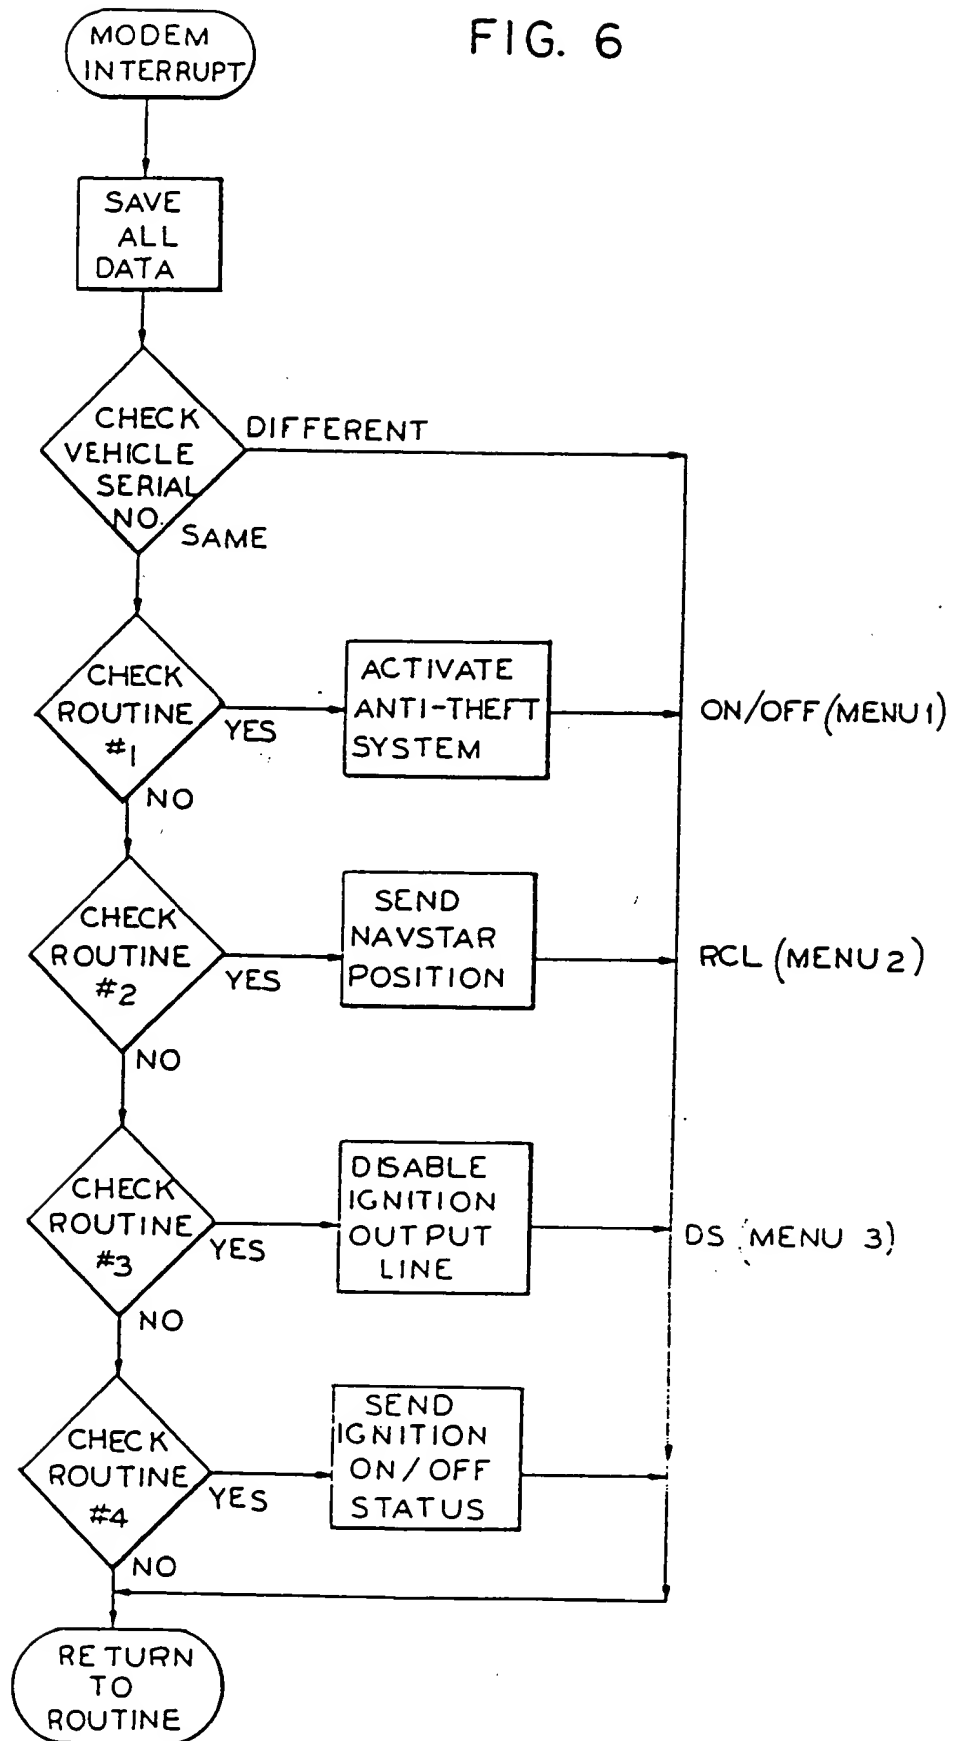 FIG. 6
MODEM
INTERRUPT
SAVE
ALL
DATA
CHECK
VEHICLE
SERIAL
NO.
DIFFERENT
SAME
CHECK
ROUTINE
#1
YES
NO
ACTIVATE
ANTI-THEFT
SYSTEM
ON/OFF (MENU 1)
CHECK
ROUTINE
#2
YES
NO
SEND
NAVSTAR
POSITION
RCL (MENU 2)
CHECK
ROUTINE
#3
YES
NO
DISABLE
IGNITION
OUTPUT
LINE
DS (MENU 3)
CHECK
ROUTINE
#4
YES
NO
SEND
IGNITION
ON/OFF
STATUS
RETURN
TO
ROUTINE